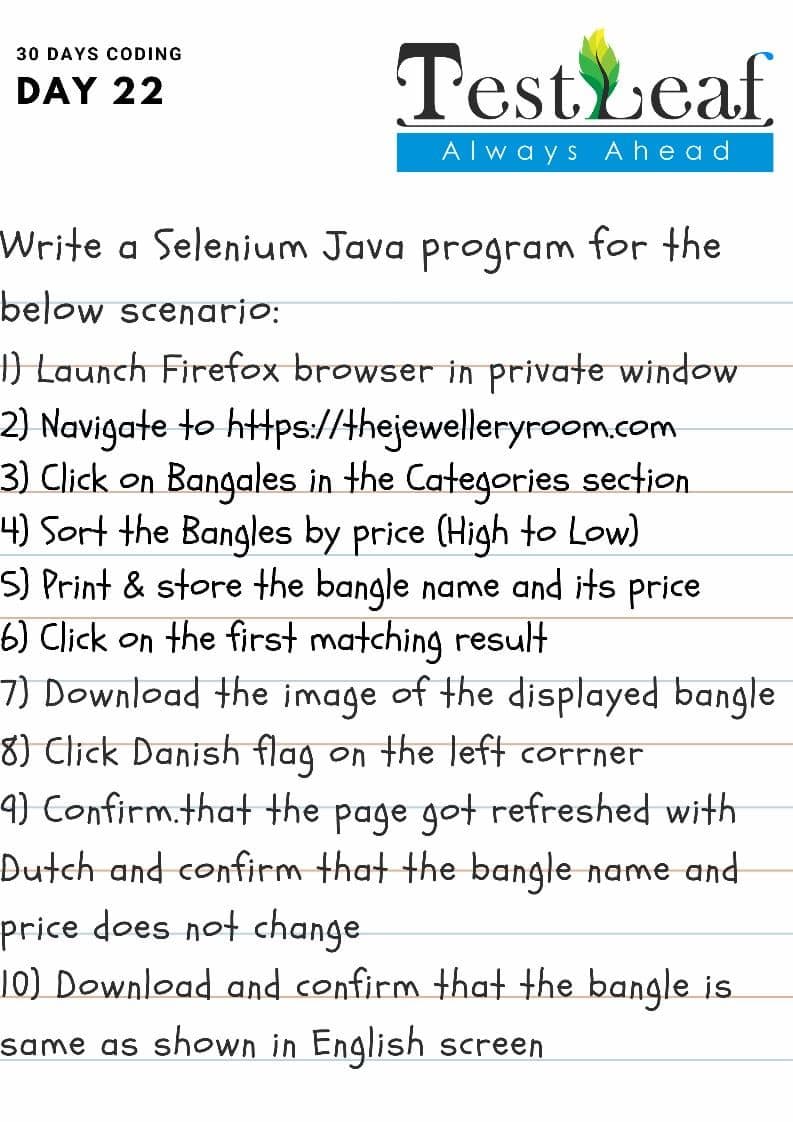 30 DAYS CODING
DAY 22
TestLeaf
Always Ahead
Write a Selenium Java program for the
below scenario:
1) Launch Firefox browser in private window
2) Navigate to https://thejewelleryroom.com
3) Click on Bangales in the Categories section
4) Sort the Bangles by price (High to Low)
5) Print & store the bangle name and its price
6) Click on the first matching result
7) Download the image of the displayed bangle
8) Click Danish flag on the left corrner
9) Confirm.that the page got refreshed with
Dutch and confirm that the bangle name and
price does not change
10) Download and confirm that the bangle is
same as shown in English screen